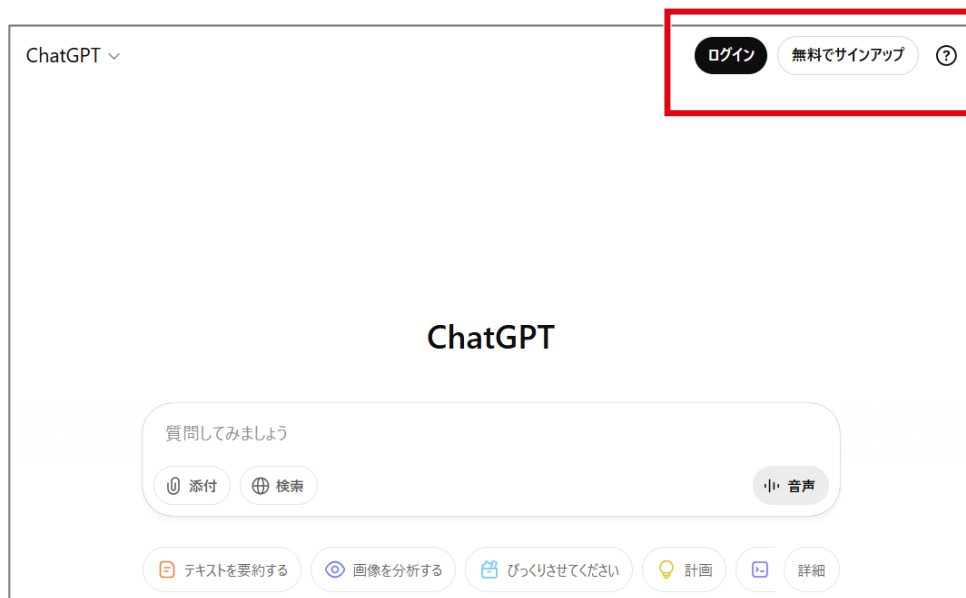 ChatGPT
ログイン
無料でサインアップ
?
ChatGPT
質問してみましょう
添付
検索
音声
テキストを要約する
画像を分析する
びっくりさせてください
計画
詳細